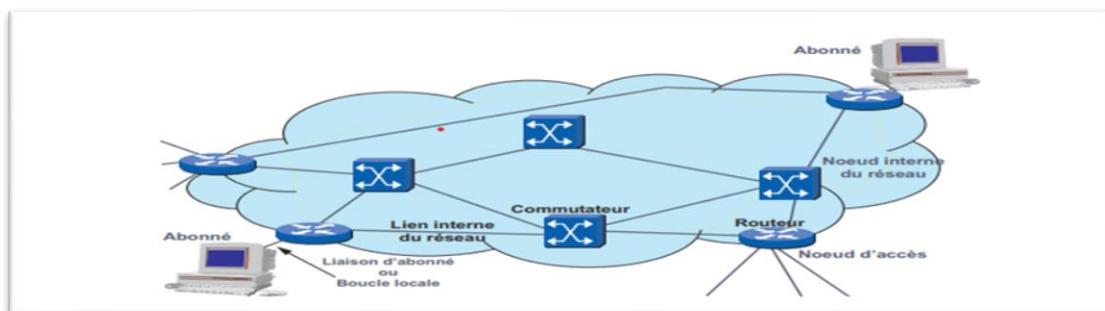 Abonné
Noeud interne
du réseau
Commutateur
Lien interne
du réseau
Routeur
Abonné
Noeud d'accès
Liaison d'abonné
ou
Boucle locale